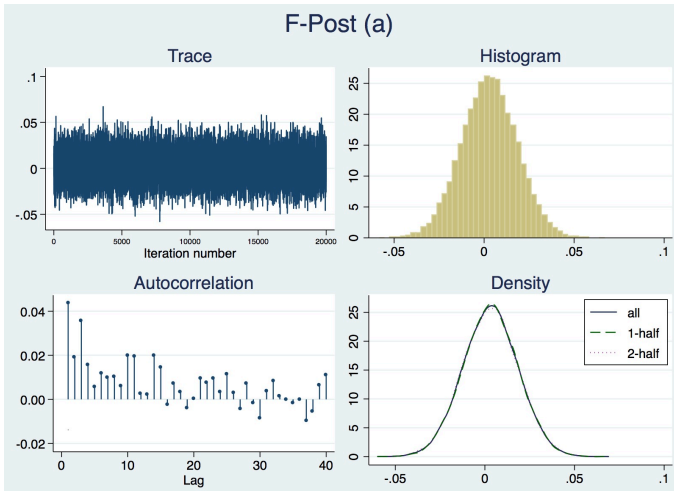 F-Post (a)
Trace
.1
.05
0
-.05
0 5000 10000 15000 20000
Iteration number
Histogram
25
20
15
10
5
0
-.05 0 .05 .1
Autocorrelation
0.04
0.02
0.00
-0.02
0 10 20 30 40
Lag
Density
25
20
15
10
5
0
all
1-half
2-half
-.05 0 .05 .1